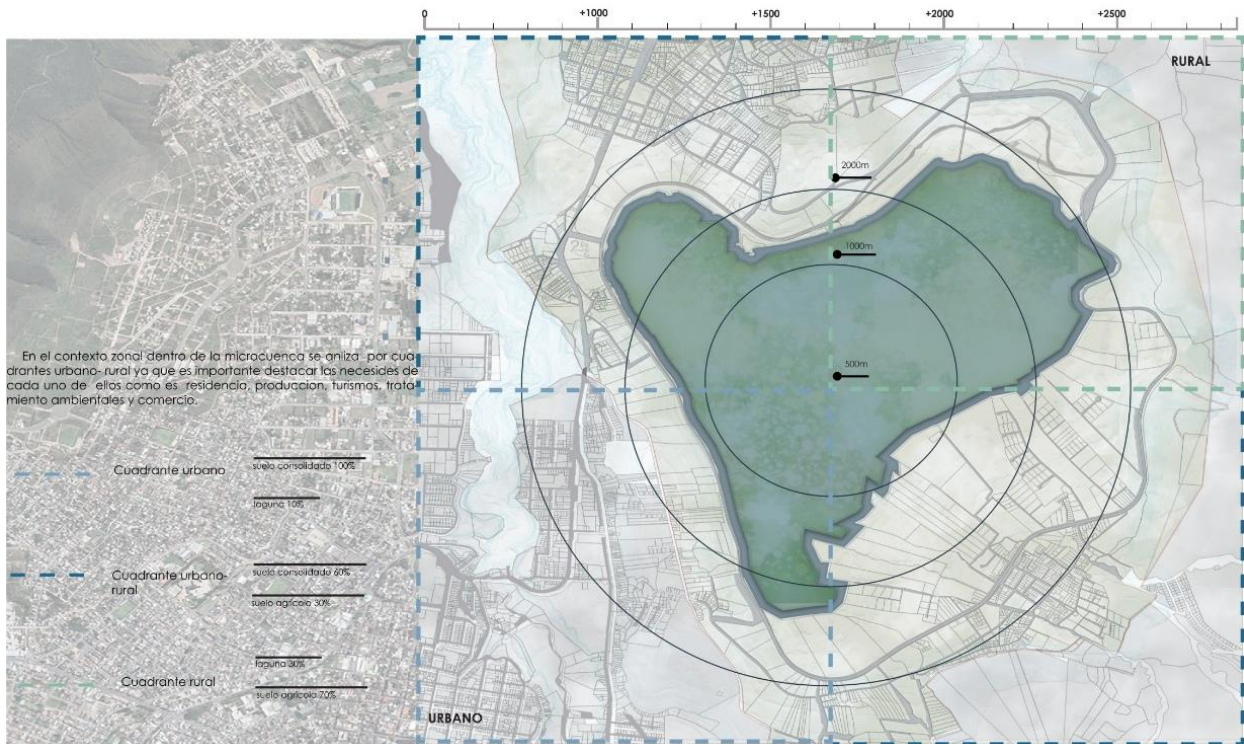 0 +1000 +1500 +2000 +2500
RURAL
2000m
1000m
500m
En el contexto zonal dentro de la microcuenca se anliza por cua
drantes urbano- rural ya que es importante destacar las necesides de
cada uno de ellos como es residencia, produccion, turismos, trata
miento ambientales y comercio.
Cuadrante urbano
suelo consolidado 100%
laguna 10%
Cuadrante urbano-
rural
suelo consolidado 60%
suelo agricola 30%
laguna 30%
Cuadrante rural
suelo agricola 70%
URBANO